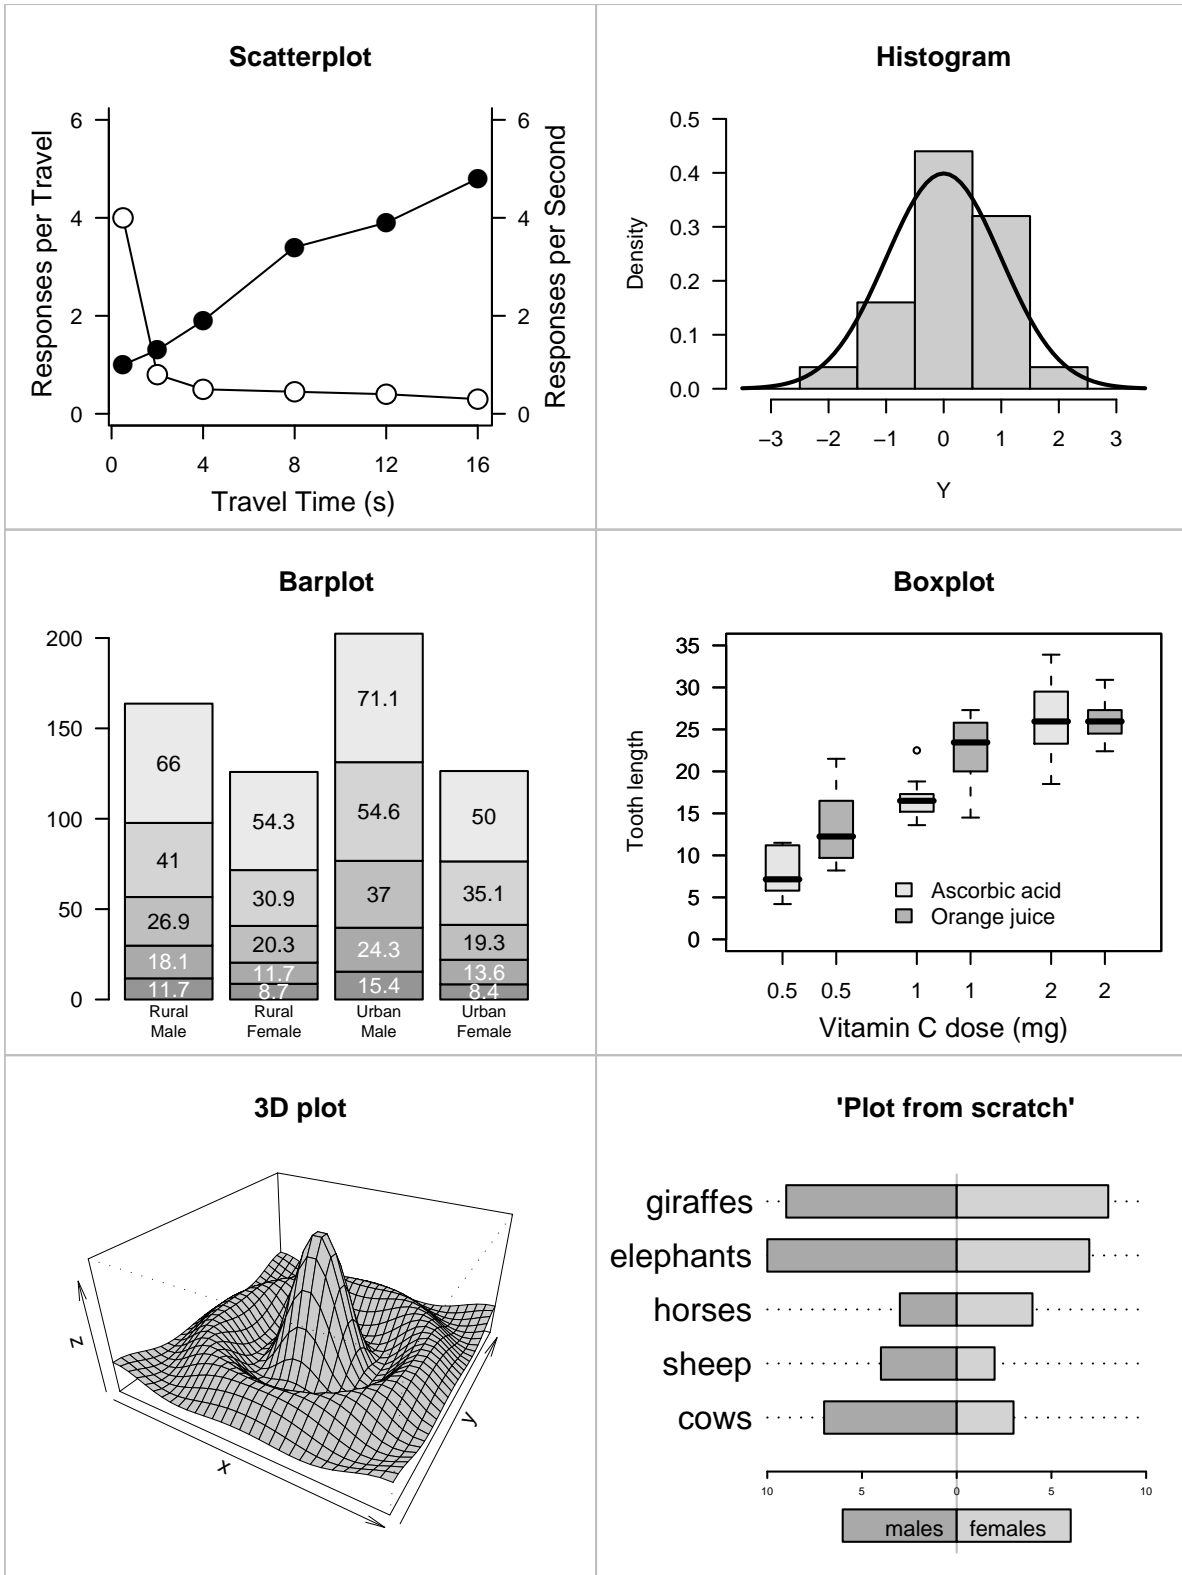 Scatterplot
Responses per Travel
6
4
2
0
6
4
2
0
Responses per Second
0 4 8 12 16
Travel Time (s)
Histogram
Density
0.5
0.4
0.3
0.2
0.1
0.0
−3 −2 −1 0 1 2 3
Y
Barplot
200
150
100
50
0
66
41
26.9
18.1
11.7
54.3
30.9
20.3
11.7
8.7
71.1
54.6
37
24.3
15.4
50
35.1
19.3
13.6
8.4
Rural Rural Urban Urban
Male Female Male Female
Boxplot
Tooth length
35
30
25
20
15
10
5
0
Ascorbic acid
Orange juice
0.5 0.5 1 1 2 2
Vitamin C dose (mg)
3D plot
z
x
y
'Plot from scratch'
giraffes
elephants
horses
sheep
cows
10 5 0 5 10
males females